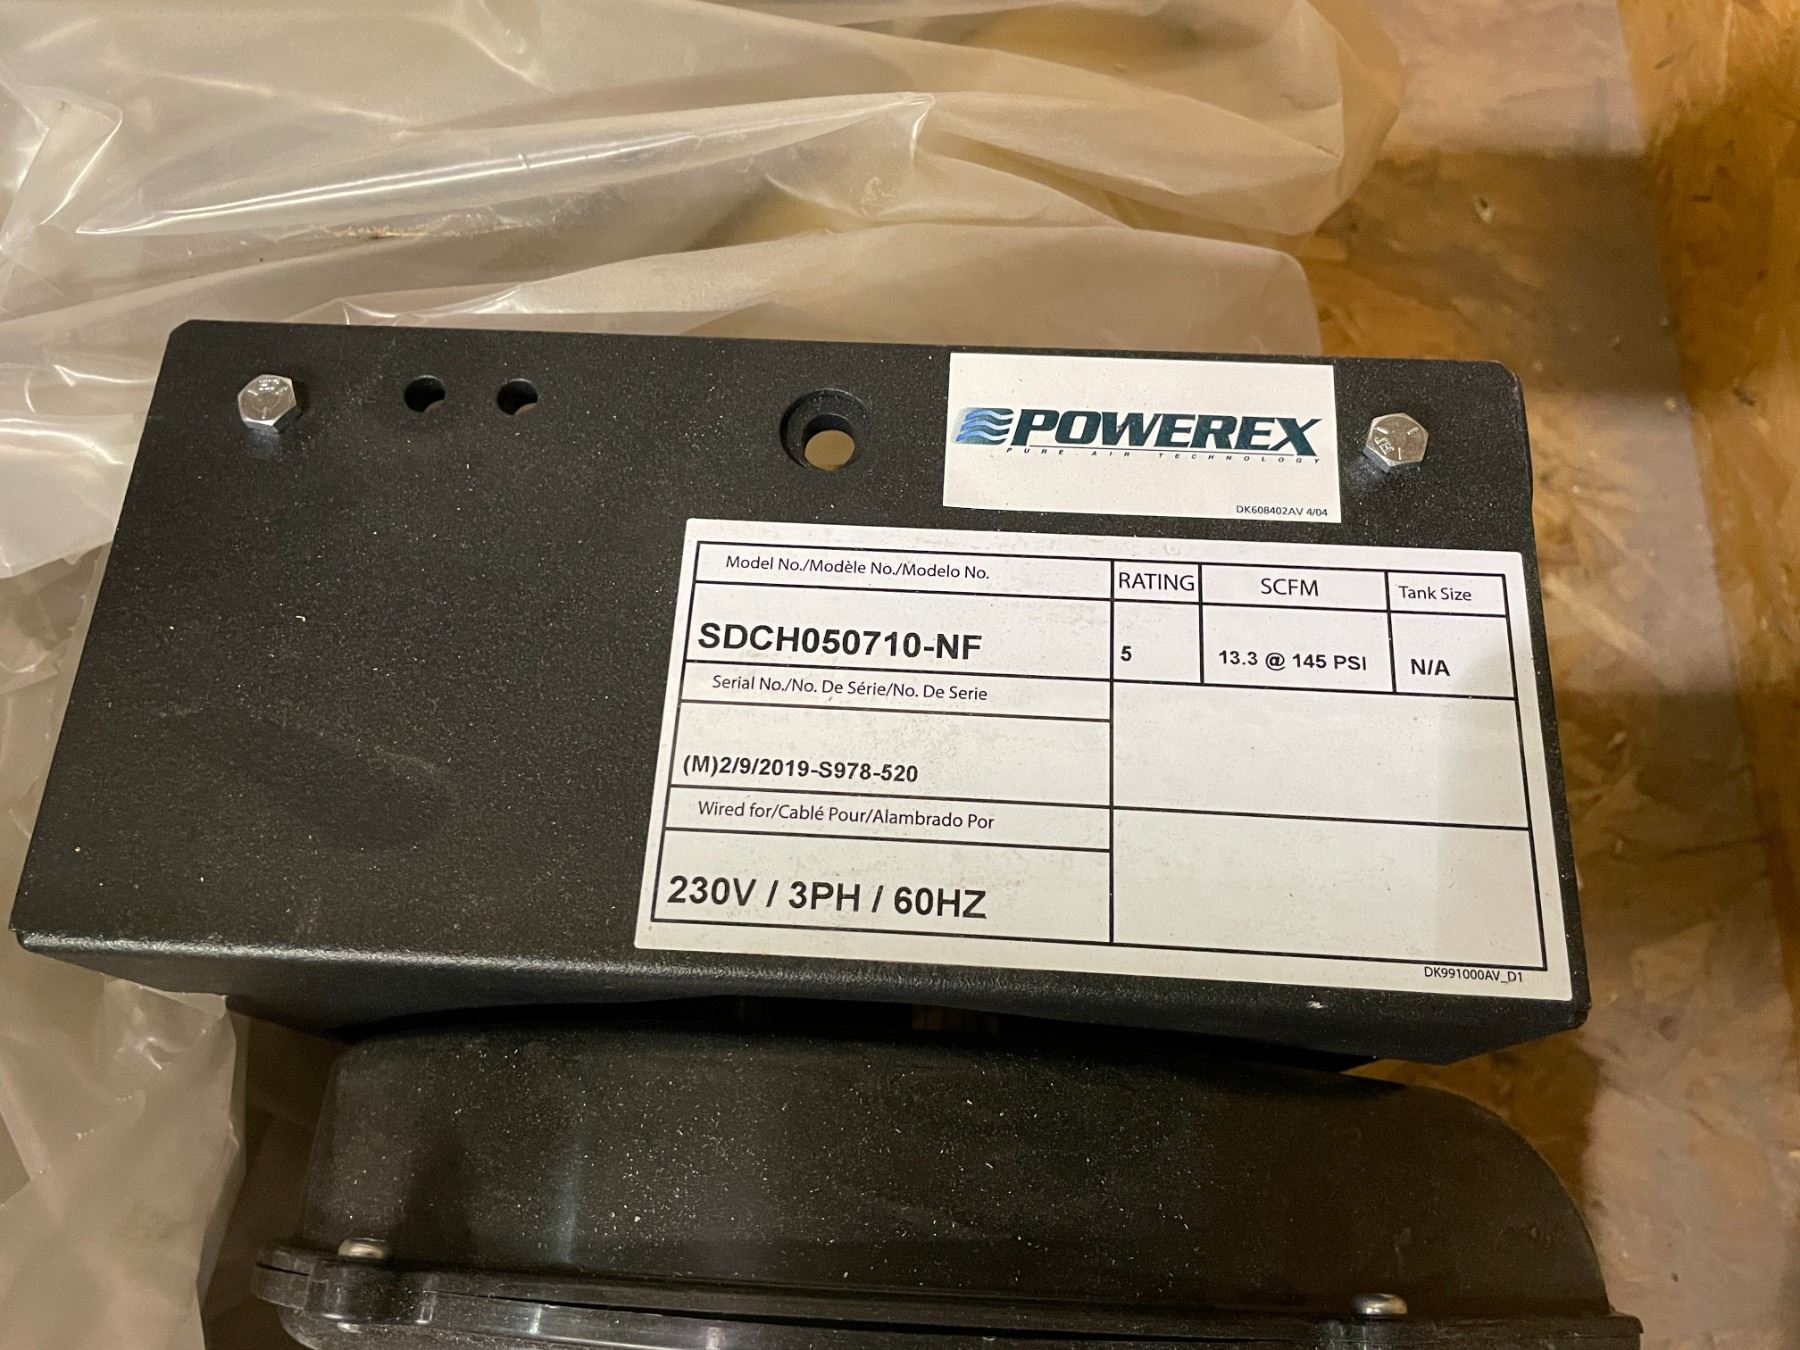 POWEREX
PURE AIR TECHNOLOGY
DK608402AV 4/04
Model No./Modèle No./Modelo No.
RATING
SCFM
Tank Size
SDCH050710-NF
5
13.3 @ 145 PSI
N/A
Serial No./No. De Série/No. De Serie
(M)2/9/2019-S978-520
Wired for/Cablé Pour/Alambrado Por
230V / 3PH / 60HZ
DK991000AV_D1